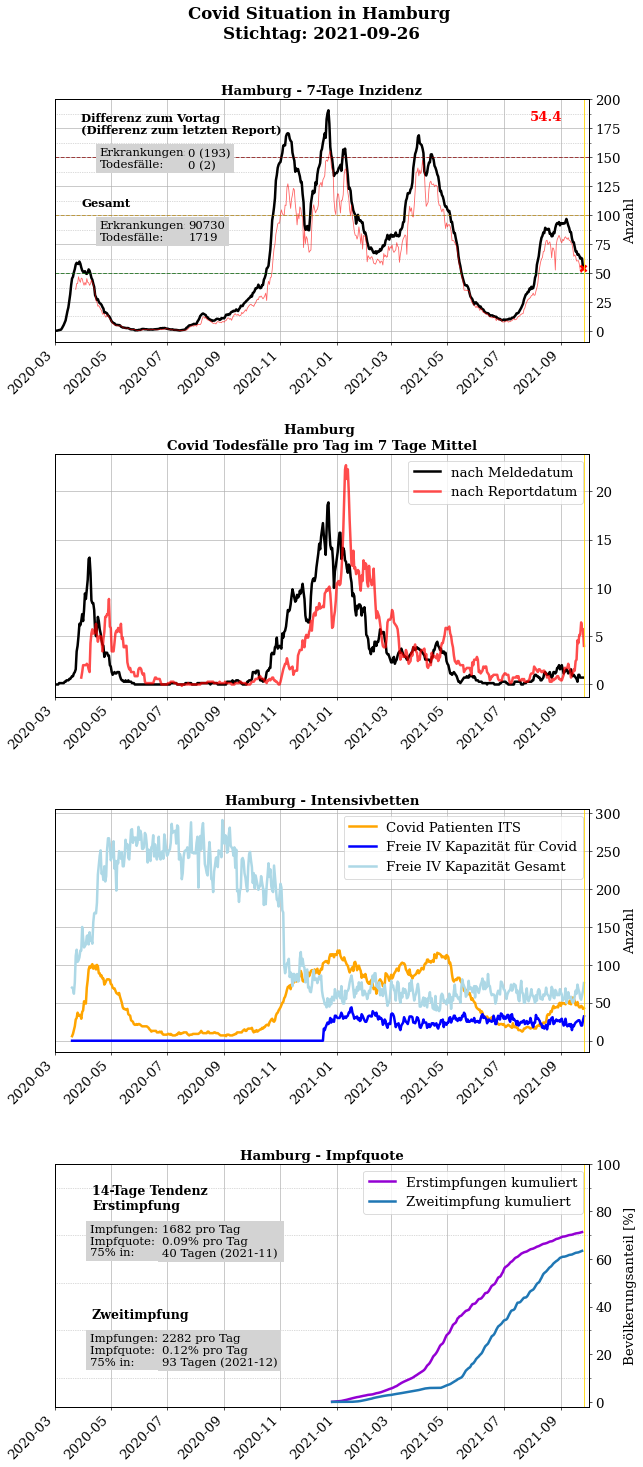 Covid Situation in Hamburg
Stichtag: 2021-09-26
Hamburg - 7-Tage Inzidenz
Differenz zum Vortag
(Differenz zum letzten Report)
Erkrankungen 0 (193)
Todesfälle: 0 (2)
Gesamt
Erkrankungen 90730
Todesfälle: 1719
54.4
200
175
150
125
100
75
50
25
0
Anzahl
2020-03 2020-05 2020-07 2020-09 2020-11 2021-01 2021-03 2021-05 2021-07 2021-09
Hamburg
Covid Todesfälle pro Tag im 7 Tage Mittel
nach Meldedatum
nach Reportdatum
20
15
10
5
0
2020-03 2020-05 2020-07 2020-09 2020-11 2021-01 2021-03 2021-05 2021-07 2021-09
Hamburg - Intensivbetten
Covid Patienten ITS
Freie IV Kapazität für Covid
Freie IV Kapazität Gesamt
300
250
200
150
100
50
0
Anzahl
2020-03 2020-05 2020-07 2020-09 2020-11 2021-01 2021-03 2021-05 2021-07 2021-09
Hamburg - Impfquote
14-Tage Tendenz
Erstimpfung
Impfungen: 1682 pro Tag
Impfquote: 0.09% pro Tag
75% in: 40 Tagen (2021-11)
Zweitimpfung
Impfungen: 2282 pro Tag
Impfquote: 0.12% pro Tag
75% in: 93 Tagen (2021-12)
Erstimpfungen kumuliert
Zweitimpfung kumuliert
100
80
60
40
20
0
Bevölkerungsanteil [%]
2020-03 2020-05 2020-07 2020-09 2020-11 2021-01 2021-03 2021-05 2021-07 2021-09